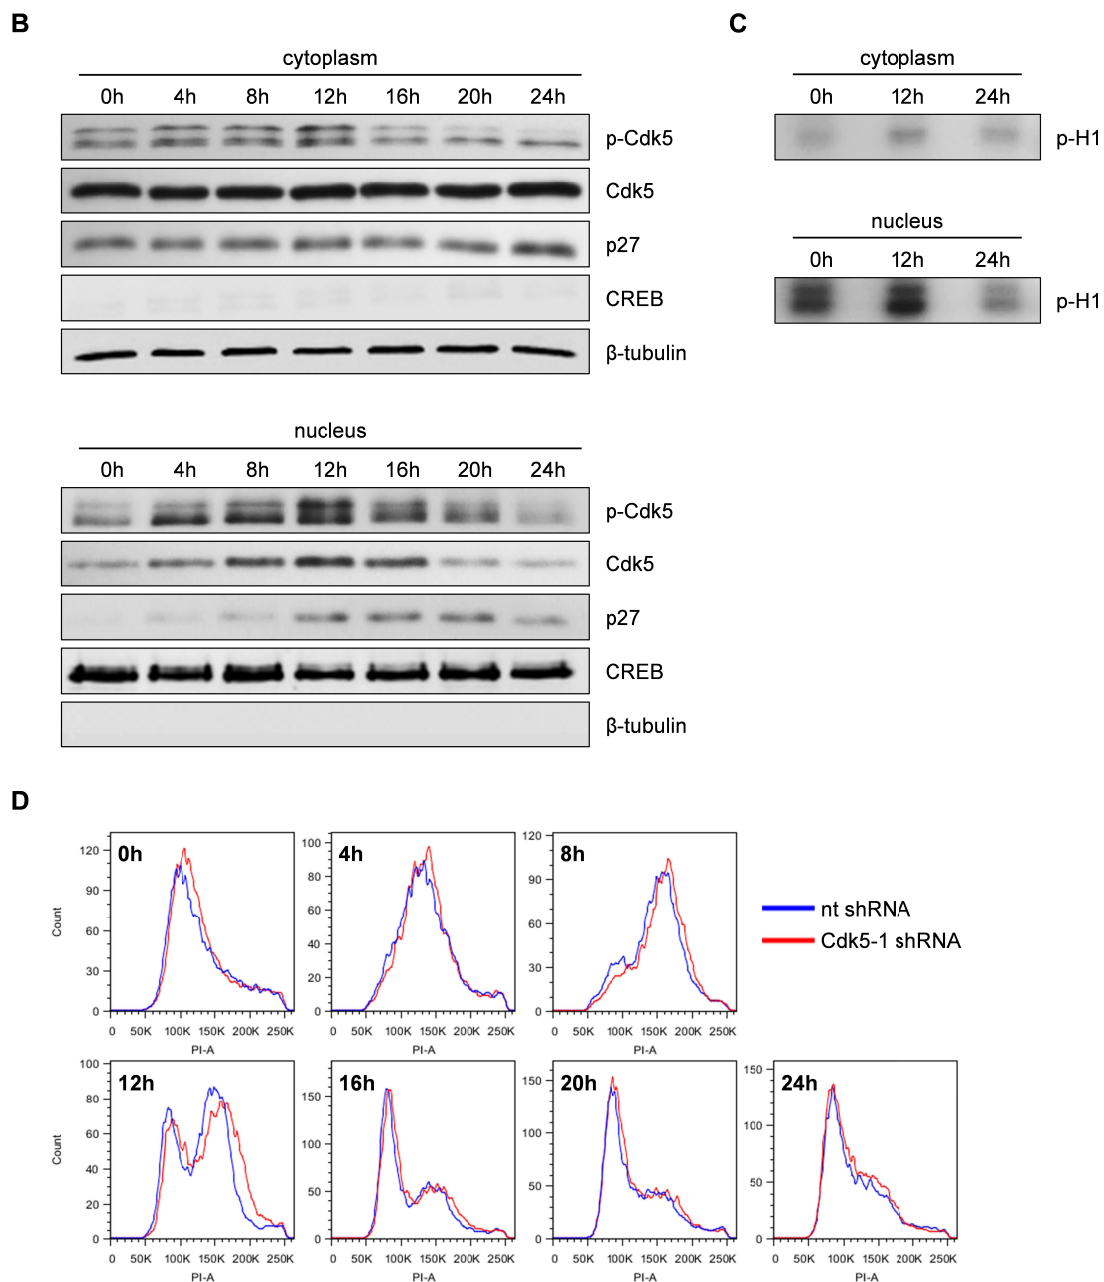 B
cytoplasm
0h 4h 8h 12h 16h 20h 24h
p-Cdk5
Cdk5
p27
CREB
β-tubulin
nucleus
0h 4h 8h 12h 16h 20h 24h
p-Cdk5
Cdk5
p27
CREB
β-tubulin
C
cytoplasm
0h 12h 24h
p-H1
nucleus
0h 12h 24h
p-H1
D
0h
Count
120
90
60
30
0
0 50K 100K 150K 200K 250K
PI-A
4h
100
80
60
40
20
0
0 50K 100K 150K 200K 250K
PI-A
8h
120
90
60
30
0
0 50K 100K 150K 200K 250K
PI-A
nt shRNA
Cdk5-1 shRNA
12h
Count
100
80
60
40
20
0
0 50K 100K 150K 200K 250K
PI-A
16h
150
100
50
0
0 50K 100K 150K 200K 250K
PI-A
20h
150
100
50
0
0 50K 100K 150K 200K 250K
PI-A
24h
150
100
50
0
0 50K 100K 150K 200K 250K
PI-A